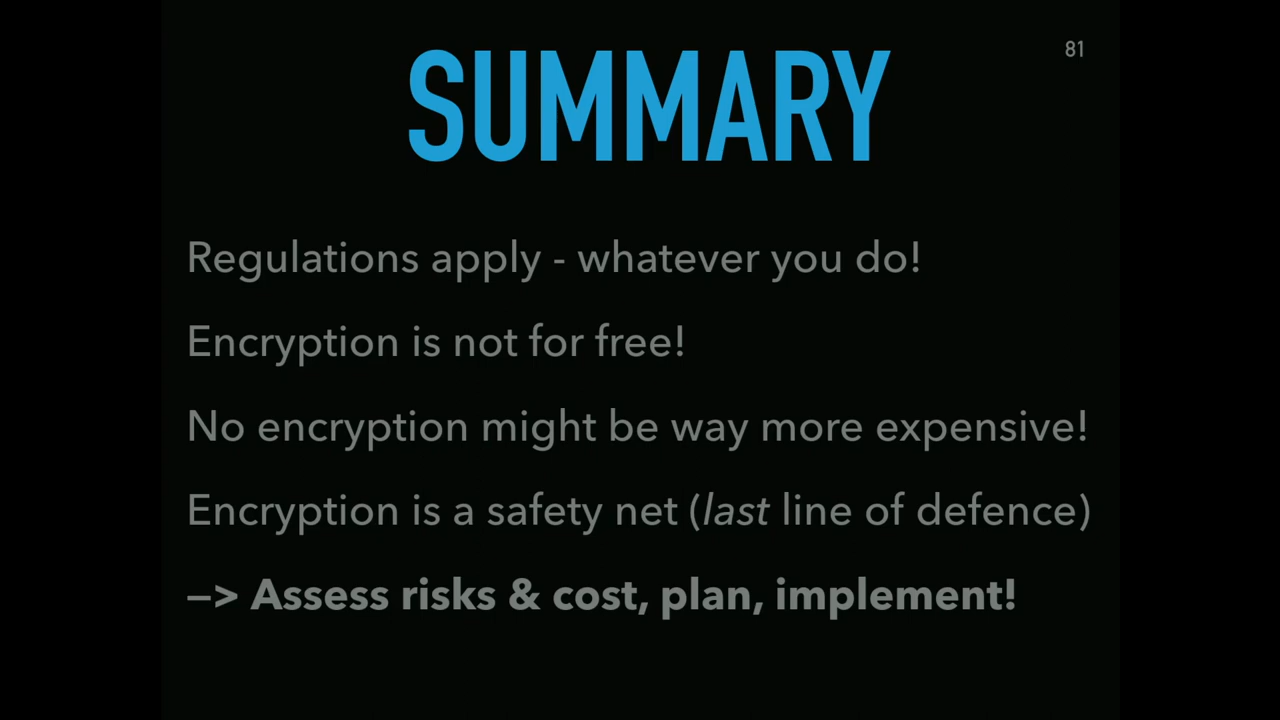 SUMMARY
81
Regulations apply - whatever you do!
Encryption is not for free!
No encryption might be way more expensive!
Encryption is a safety net (last line of defence)
—> Assess risks & cost, plan, implement!